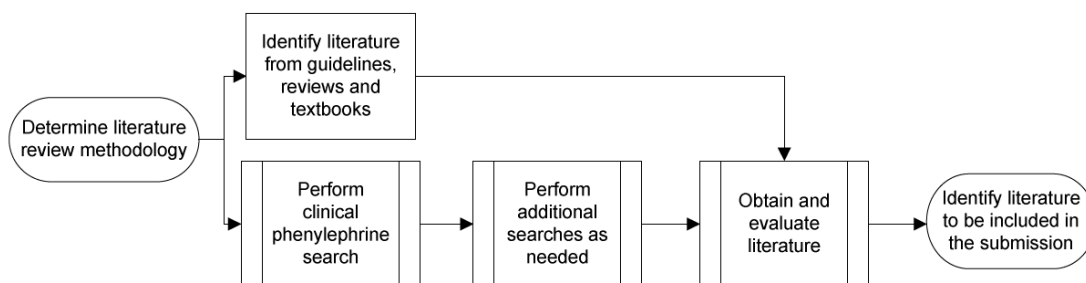 Determine literature
review methodology
Identify literature
from guidelines,
reviews and
textbooks
Perform
clinical
phenylephrine
search
Perform
additional
searches as
needed
Obtain and
evaluate
literature
Identify literature
to be included in
the submission